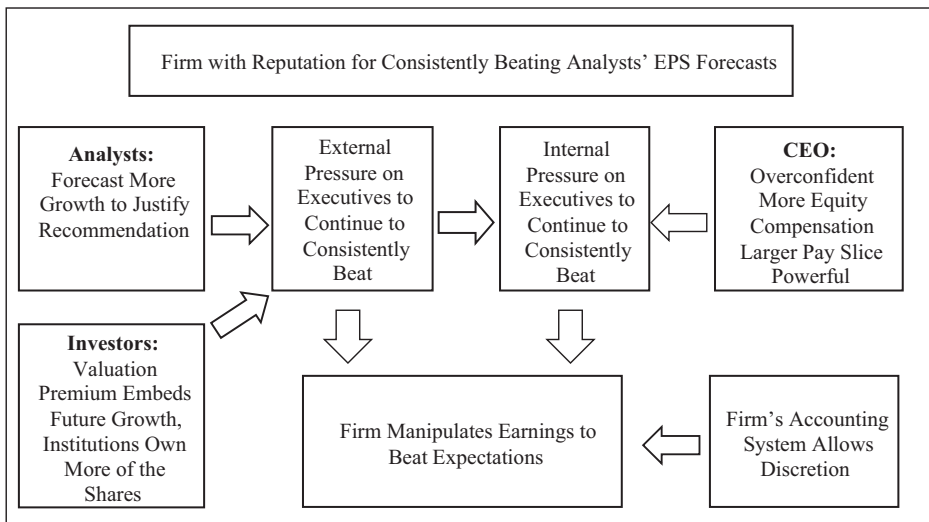 Firm with Reputation for Consistently Beating Analysts’ EPS Forecasts
Analysts:
Forecast More
Growth to Justify
Recommendation
External
Pressure on
Executives to
Continue to
Consistently
Beat
Internal
Pressure on
Executives to
Continue to
Consistently
Beat
CEO:
Overconfident
More Equity
Compensation
Larger Pay Slice
Powerful
Investors:
Valuation
Premium Embeds
Future Growth,
Institutions Own
More of the
Shares
Firm Manipulates Earnings to
Beat Expectations
Firm’s Accounting
System Allows
Discretion